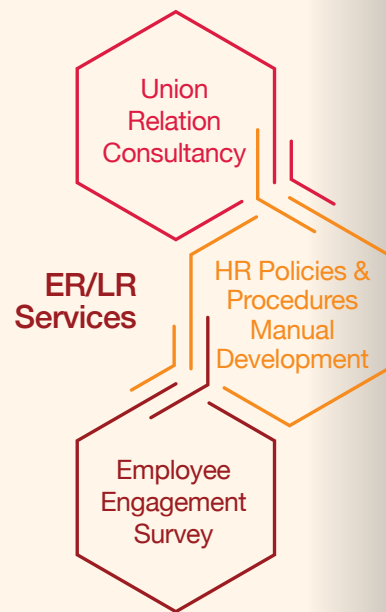 Union
Relation
Consultancy
ER/LR
Services
HR Policies &
Procedures
Manual
Development
Employee
Engagement
Survey